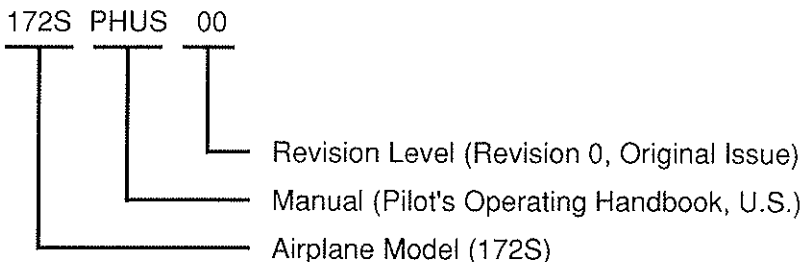 172S PHUS 00
Revision Level (Revision 0, Original Issue)
Manual (Pilot's Operating Handbook, U.S.)
Airplane Model (172S)